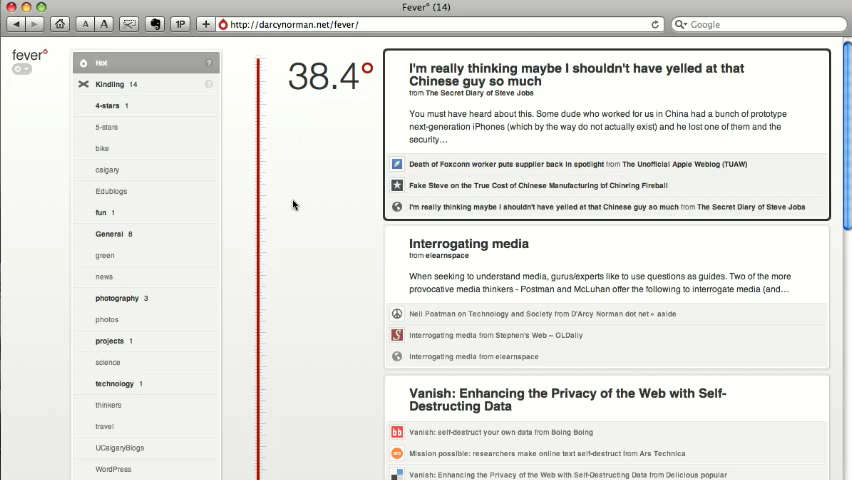 Fever° (14)
A A 1P + http://darcynorman.net/fever/ Google
fever°
Hot ?
Kindling 14 ?
4-stars 1
5-stars
bike
calgary
Edublogs
fun 1
General 8
green
news
photography 3
photos
projects 1
science
technology 1
thinkers
travel
UCalgaryBlogs
WordPress
38.4°
I'm really thinking maybe I shouldn't have yelled at that
Chinese guy so much
from The Secret Diary of Steve Jobs
You must have heard about this. Some dude who worked for us in China had a bunch of prototype
next-generation iPhones (which by the way do not actually exist) and he lost one of them and the
security…
Death of Foxconn worker puts supplier back in spotlight from The Unofficial Apple Weblog (TUAW)
Fake Steve on the True Cost of Chinese Manufacturing of Chinring Fireball
I'm really thinking maybe I shouldn't have yelled at that Chinese guy so much from The Secret Diary of Steve Jobs
Interrogating media
from elearnspace
When seeking to understand media, gurus/experts like to use questions as guides. Two of the more
provocative media thinkers - Postman and McLuhan offer the following to interrogate media (and…
Neil Postman on Technology and Society from D'Arcy Norman dot net » aside
Interrogating media from Stephen's Web ~ OLDaily
Interrogating media from elearnspace
Vanish: Enhancing the Privacy of the Web with Self-
Destructing Data
bb Vanish: self-destruct your own data from Boing Boing
Mission possible: researchers make online text self-destruct from Ars Technica
Vanish: Enhancing the Privacy of the Web with Self-Destructing Data from Delicious popular